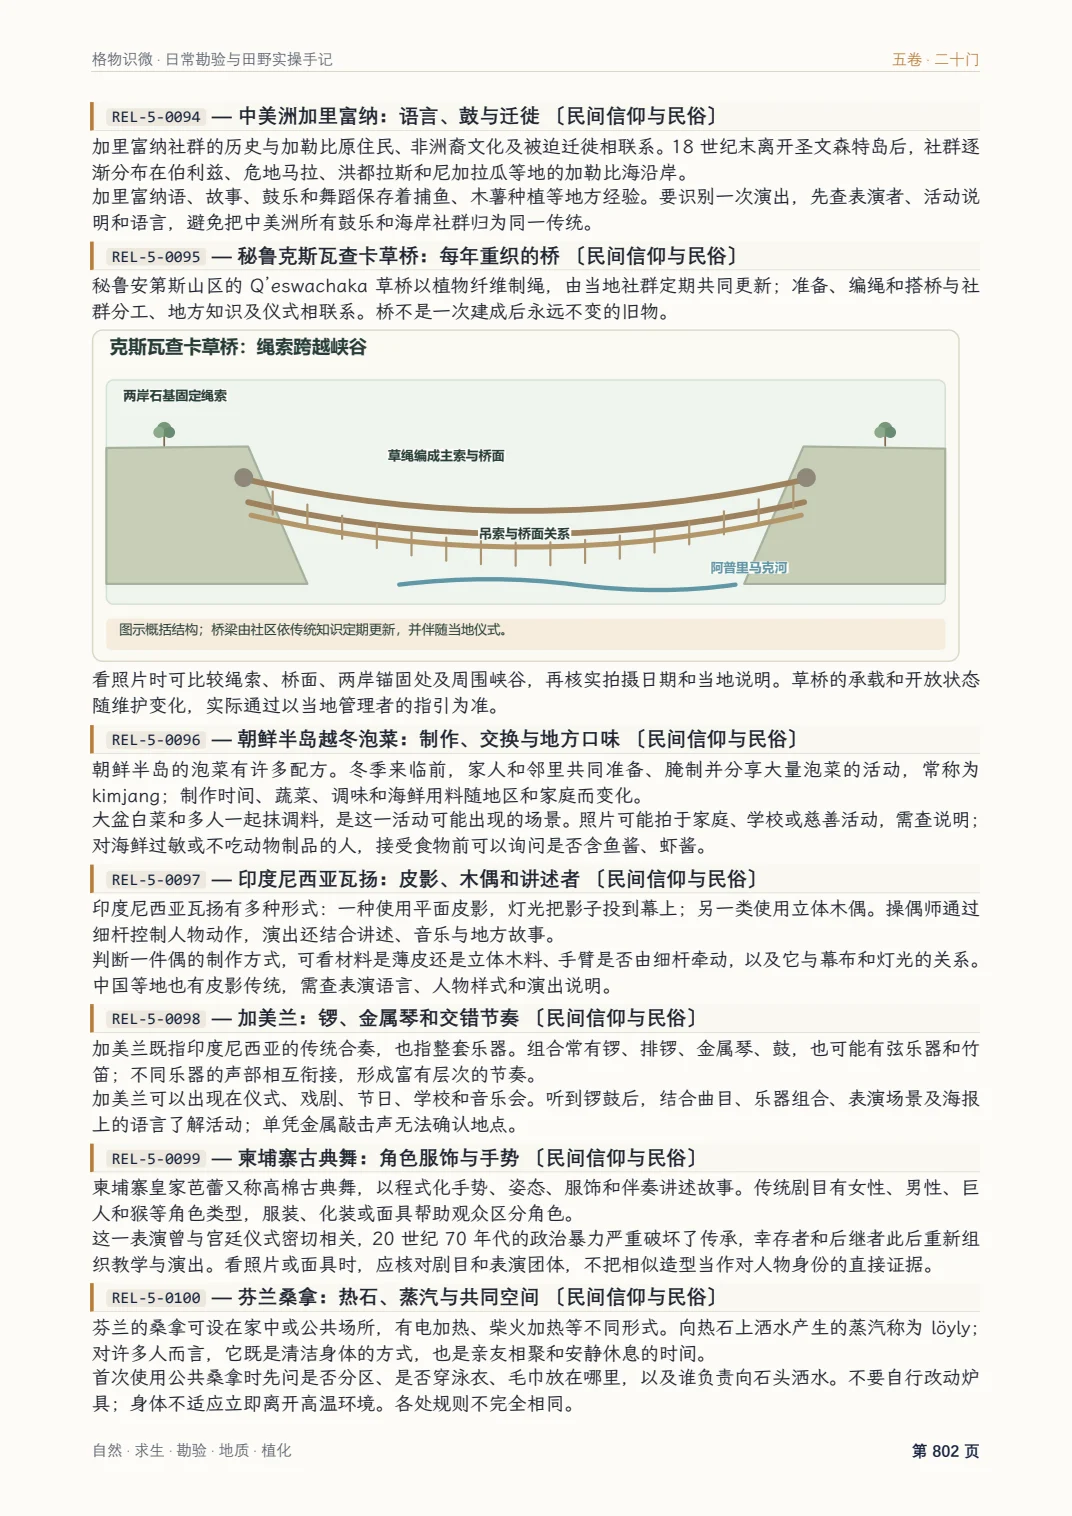 格物识微 · 日常勘验与田野实操手记
五卷 · 二十门
REL-5-0094 — 中美洲加里富纳：语言、鼓与迁徙 〔民间信仰与民俗〕
加里富纳社群的历史与加勒比原住民、非洲裔文化及被迫迁徙相联系。18 世纪末离开圣文森特岛后，社群逐
渐分布在伯利兹、危地马拉、洪都拉斯和尼加拉瓜等地的加勒比海沿岸。
加里富纳语、故事、鼓乐和舞蹈保存着捕鱼、木薯种植等地方经验。要识别一次演出，先查表演者、活动说
明和语言，避免把中美洲所有鼓乐和海岸社群归为同一传统。
REL-5-0095 — 秘鲁克斯瓦查卡草桥：每年重织的桥 〔民间信仰与民俗〕
秘鲁安第斯山区的 Q’eswachaka 草桥以植物纤维制绳，由当地社群定期共同更新；准备、编绳和搭桥与社
群分工、地方知识及仪式相联系。桥不是一次建成后永远不变的旧物。
克斯瓦查卡草桥：绳索跨越峡谷
两岸石基固定绳索
草绳编成主索与桥面
吊索与桥面关系
阿普里马克河
图示概括结构；桥梁由社区依传统知识定期更新，并伴随当地仪式。
看照片时可比较绳索、桥面、两岸锚固处及周围峡谷，再核实拍摄日期和当地说明。草桥的承载和开放状态
随维护变化，实际通过以当地管理者的指引为准。
REL-5-0096 — 朝鲜半岛越冬泡菜：制作、交换与地方口味 〔民间信仰与民俗〕
朝鲜半岛的泡菜有许多配方。冬季来临前，家人和邻里共同准备、腌制并分享大量泡菜的活动，常称为
kimjang；制作时间、蔬菜、调味和海鲜用料随地区和家庭而变化。
大盆白菜和多人一起抹调料，是这一活动可能出现的场景。照片可能拍于家庭、学校或慈善活动，需查说明；
对海鲜过敏或不吃动物制品的人，接受食物前可以询问是否含鱼酱、虾酱。
REL-5-0097 — 印度尼西亚瓦扬：皮影、木偶和讲述者 〔民间信仰与民俗〕
印度尼西亚瓦扬有多种形式：一种使用平面皮影，灯光把影子投到幕上；另一类使用立体木偶。操偶师通过
细杆控制人物动作，演出还结合讲述、音乐与地方故事。
判断一件偶的制作方式，可看材料是薄皮还是立体木料、手臂是否由细杆牵动，以及它与幕布和灯光的关系。
中国等地也有皮影传统，需查表演语言、人物样式和演出说明。
REL-5-0098 — 加美兰：锣、金属琴和交错节奏 〔民间信仰与民俗〕
加美兰既指印度尼西亚的传统合奏，也指整套乐器。组合常有锣、排锣、金属琴、鼓，也可能有弦乐器和竹
笛；不同乐器的声部相互衔接，形成富有层次的节奏。
加美兰可以出现在仪式、戏剧、节日、学校和音乐会。听到锣鼓后，结合曲目、乐器组合、表演场景及海报
上的语言了解活动；单凭金属敲击声无法确认地点。
REL-5-0099 — 柬埔寨古典舞：角色服饰与手势 〔民间信仰与民俗〕
柬埔寨皇家芭蕾又称高棉古典舞，以程式化手势、姿态、服饰和伴奏讲述故事。传统剧目有女性、男性、巨
人和猴等角色类型，服装、化装或面具帮助观众区分角色。
这一表演曾与宫廷仪式密切相关，20 世纪 70 年代的政治暴力严重破坏了传承，幸存者和后继者此后重新组
织教学与演出。看照片或面具时，应核对剧目和表演团体，不把相似造型当作对人物身份的直接证据。
REL-5-0100 — 芬兰桑拿：热石、蒸汽与共同空间 〔民间信仰与民俗〕
芬兰的桑拿可设在家中或公共场所，有电加热、柴火加热等不同形式。向热石上洒水产生的蒸汽称为 löyly；
对许多人而言，它既是清洁身体的方式，也是亲友相聚和安静休息的时间。
首次使用公共桑拿时先问是否分区、是否穿泳衣、毛巾放在哪里，以及谁负责向石头洒水。不要自行改动炉
具；身体不适应立即离开高温环境。各处规则不完全相同。
自然 · 求生 · 勘验 · 地质 · 植化
第 802 页